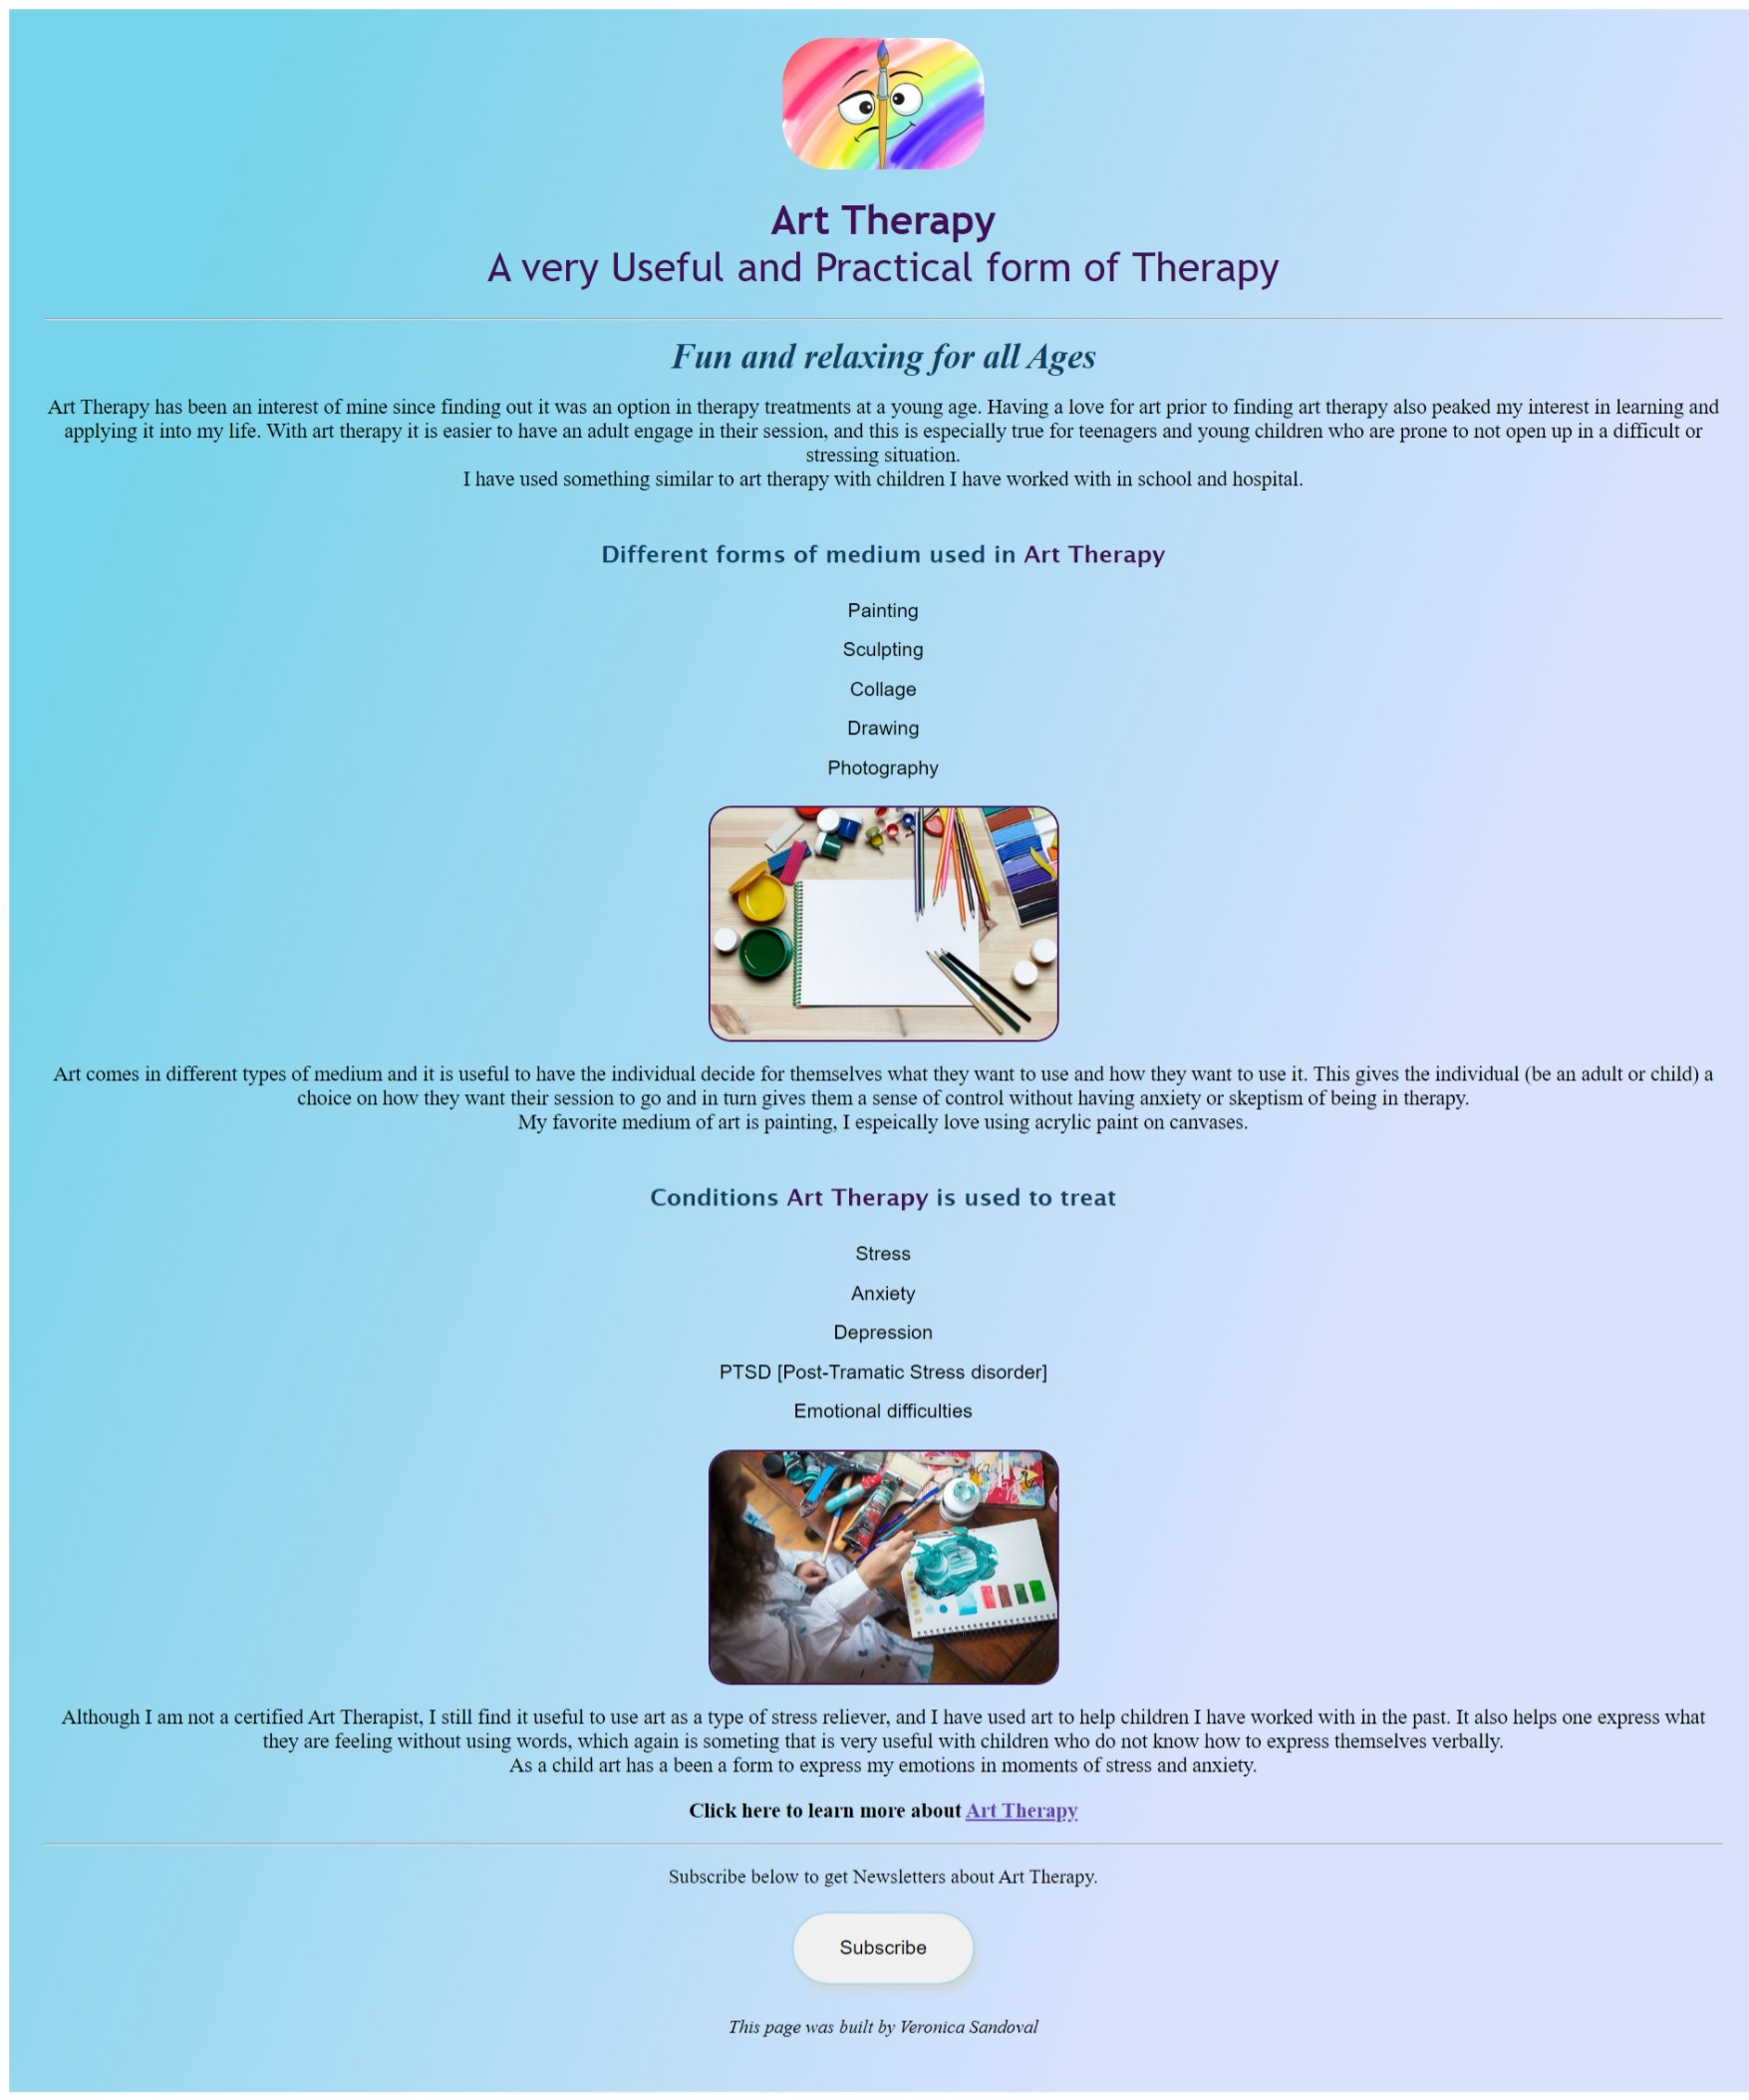 Art Therapy
A very Useful and Practical form of Therapy
Fun and relaxing for all Ages
Art Therapy has been an interest of mine since finding out it was an option in therapy treatments at a young age. Having a love for art prior to finding art therapy also peaked my interest in learning and
applying it into my life. With art therapy it is easier to have an adult engage in their session, and this is especially true for teenagers and young children who are prone to not open up in a difficult or
stressing situation.
I have used something similar to art therapy with children I have worked with in school and hospital.
Different forms of medium used in Art Therapy
Painting
Sculpting
Collage
Drawing
Photography
Art comes in different types of medium and it is useful to have the individual decide for themselves what they want to use and how they want to use it. This gives the individual (be an adult or child) a
choice on how they want their session to go and in turn gives them a sense of control without having anxiety or skeptism of being in therapy.
My favorite medium of art is painting, I espeically love using acrylic paint on canvases.
Conditions Art Therapy is used to treat
Stress
Anxiety
Depression
PTSD [Post-Tramatic Stress disorder]
Emotional difficulties
Although I am not a certified Art Therapist, I still find it useful to use art as a type of stress reliever, and I have used art to help children I have worked with in the past. It also helps one express what
they are feeling without using words, which again is someting that is very useful with children who do not know how to express themselves verbally.
As a child art has a been a form to express my emotions in moments of stress and anxiety.
Click here to learn more about Art Therapy
Subscribe below to get Newsletters about Art Therapy.
Subscribe
This page was built by Veronica Sandoval